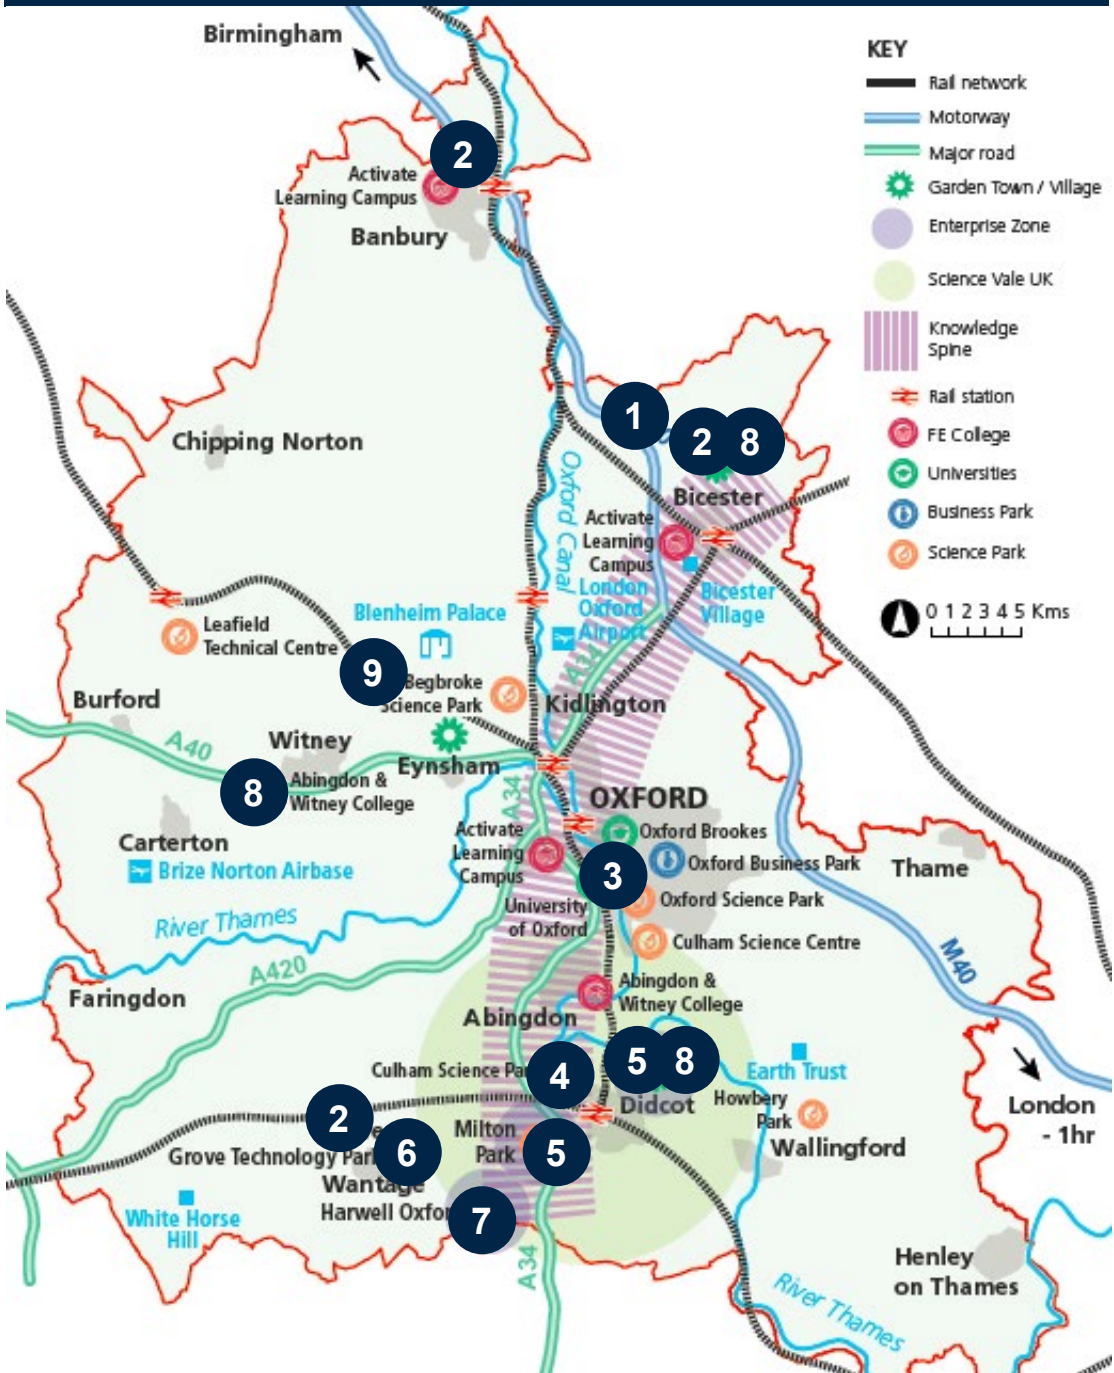 Birmingham
KEY
Rail network
Motorway
Major road
Garden Town / Village
Enterprise Zone
Science Vale UK
Knowledge
Spine
Rail station
FE College
Universities
Business Park
Science Park
0 1 2 3 4 5 Kms
2
Activate
Learning Campus
Banbury
1
2
8
Chipping Norton
Oxford Canal
Bicester
Activate
Learning
Campus
London
Oxford
Airport
Bicester
Village
Blenheim Palace
Leafield
Technical Centre
9
Begbroke
Science Park
A34
Kidlington
Burford
A40
Witney
Eynsham
8
Abingdon &
Witney College
A34
OXFORD
Oxford Brookes
Activate
Learning
Campus
Oxford Business Park
Carterton
Brize Norton Airbase
3
Thame
University
of Oxford
Oxford Science Park
River Thames
Culham Science Centre
M40
A420
Faringdon
Abingdon &
Witney College
Abingdon
5
8
Culham Science
4
Earth Trust
Didcot
Howbery
Park
London
- 1hr
2
Milton
Park
5
Wallingford
Grove Technology Park
6
Wantage
Harwell Oxford
7
White Horse
Hill
A34
Henley
on Thames
River Thames